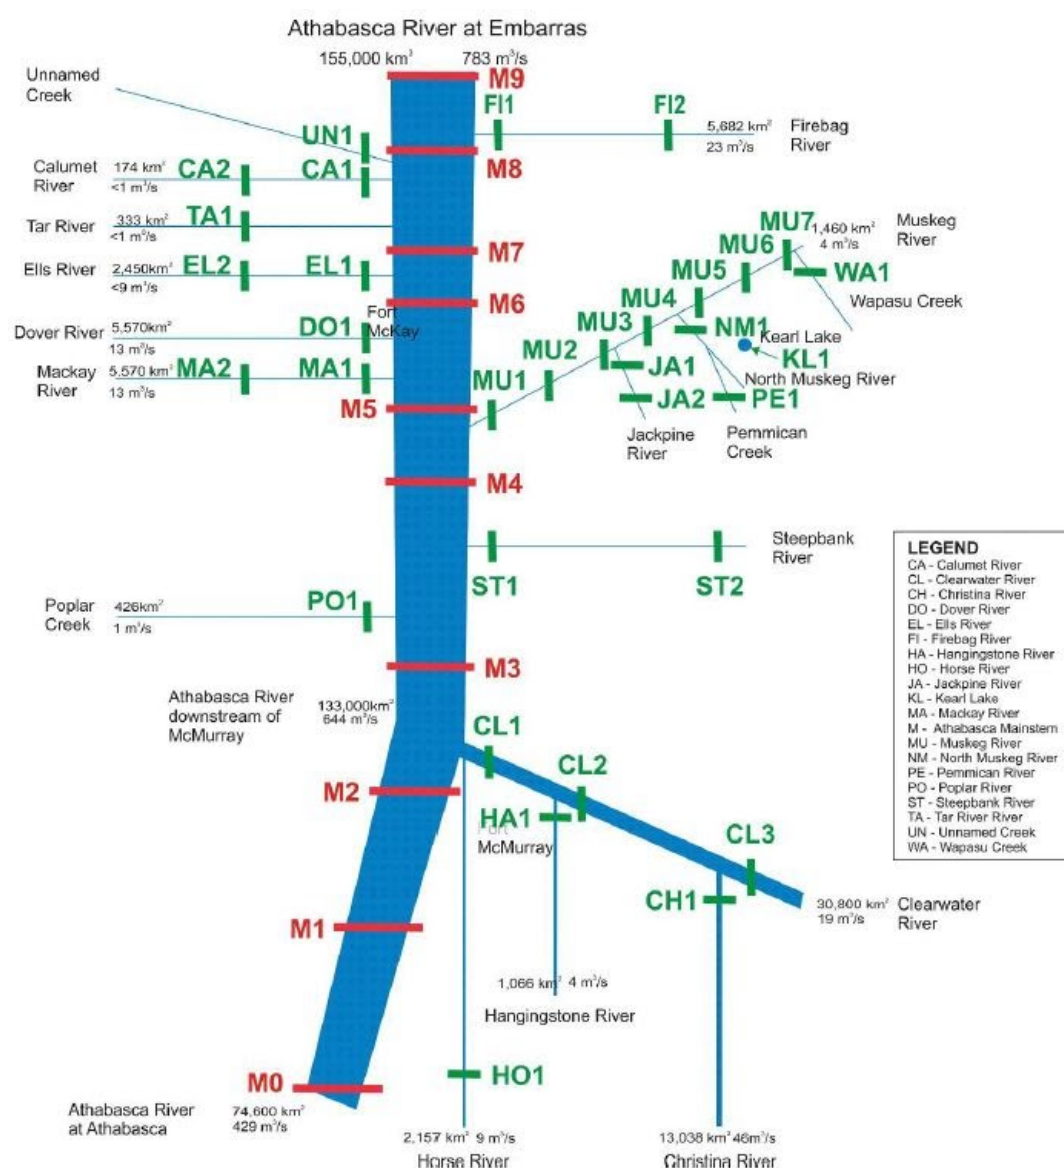 Athabasca River at Embarras
155,000 km³ 783 m³/s
M9
Unnamed
Creek
UN1
FI1
FI2
5,682 km²
23 m³/s
Firebag
River
M8
Calumet
River
174 km²
<1 m³/s
CA2
CA1
Tar River
333 km²
<1 m³/s
TA1
M7
Ells River
2,450km²
<9 m³/s
EL2
EL1
M6
Fort
McKay
Dover River
5,570km²
13 m³/s
DO1
Mackay
River
5,570 km²
13 m³/s
MA2
MA1
M5
MU1
MU2
MU3
MU4
MU5
MU6
MU7
1,460 km²
4 m³/s
Muskeg
River
WA1
Wapasu Creek
NM1
Kearl Lake
KL1
North Muskeg River
JA1
JA2
PE1
Jackpine
River
Pemmican
Creek
M4
Steepbank
River
ST1
ST2
Poplar
Creek
426km²
1 m³/s
PO1
M3
Athabasca River
downstream of
McMurray
133,000km²
644 m³/s
CL1
CL2
CL3
M2
HA1
Fort
McMurray
CH1
30,800 km²
19 m³/s
Clearwater
River
M1
1,066 km² 4 m³/s
Hangingstone River
M0
HO1
Athabasca River
at Athabasca
74,600 km²
429 m³/s
2,157 km² 9 m³/s
Horse River
13,038 km² 46m³/s
Christina River
LEGEND
CA - Calumet River
CL - Clearwater River
CH - Christina River
DO - Dover River
EL - Ells River
FI - Firebag River
HA - Hangingstone River
HO - Horse River
JA - Jackpine River
KL - Kearl Lake
MA - Mackay River
M - Athabasca Mainstem
MU - Muskeg River
NM - North Muskeg River
PE - Pemmican River
PO - Poplar River
ST - Steepbank River
TA - Tar River River
UN - Unnamed Creek
WA - Wapasu Creek